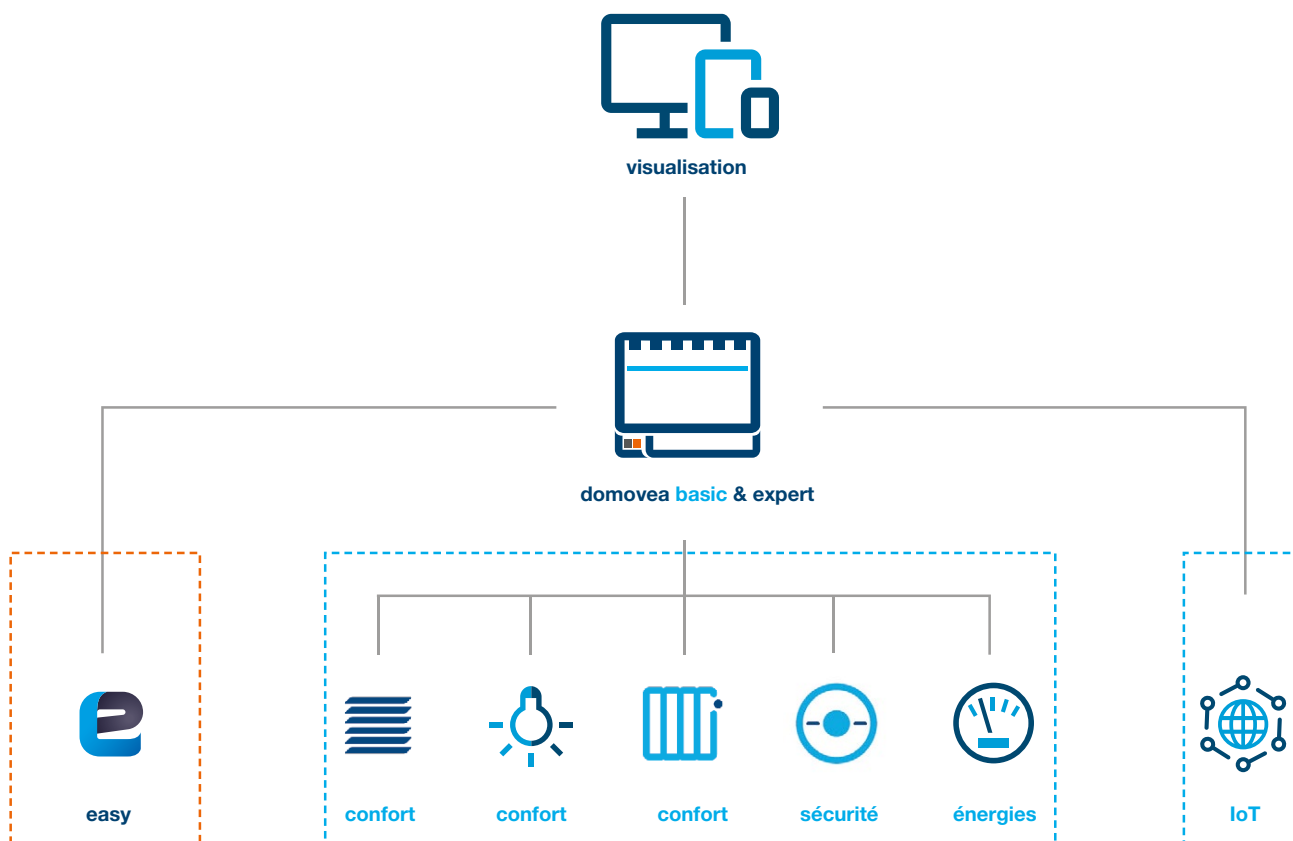 visualisation
domovea basic & expert
easy
confort
confort
confort
sécurité
énergies
IoT